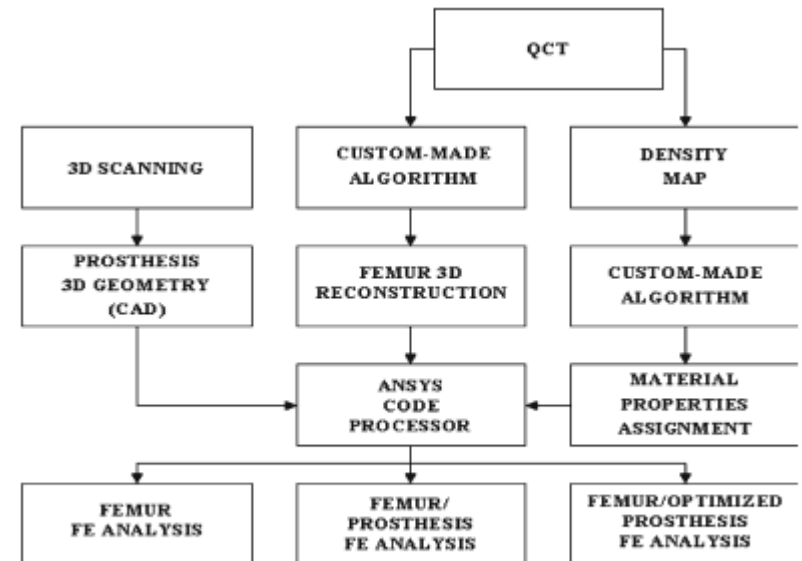 QCT
3D SCANNING
CUSTOM-MADE
ALGORITHM
DENSITY
MAP
PROSTHESIS
3D GEOMETRY
(CAD)
FEMUR 3D
RECONSTRUCTION
CUSTOM-MADE
ALGORITHM
ANSYS
CODE
PROCESSOR
MATERIAL
PROPERTIES
ASSIGNMENT
FEMUR
FE ANALYSIS
FEMUR/
PROSTHESIS
FE ANALYSIS
FEMUR/OPTIMIZED
PROSTHESIS
FE ANALYSIS